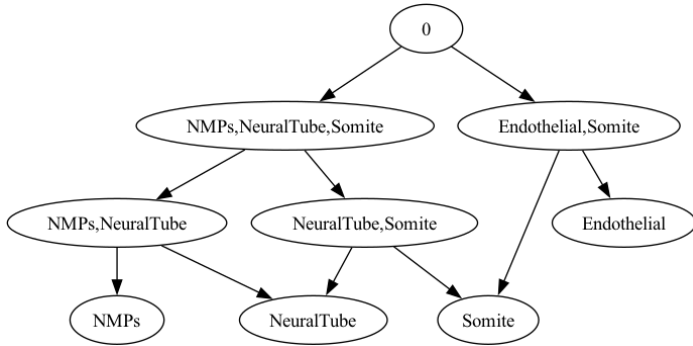 0
NMPs,NeuralTube,Somite
Endothelial,Somite
NMPs,NeuralTube
NeuralTube,Somite
Endothelial
NMPs
NeuralTube
Somite